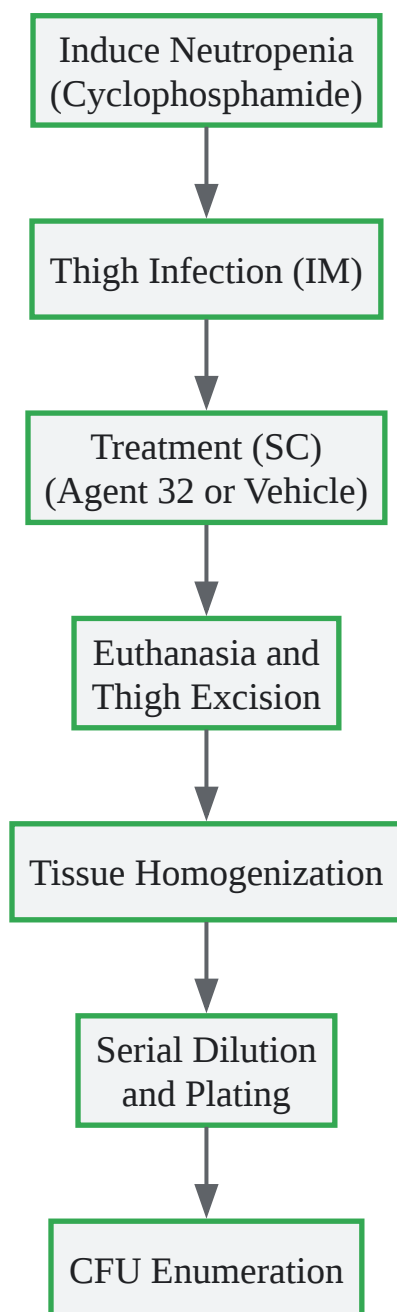 Induce Neutropenia
(Cyclophosphamide)
Thigh Infection (IM)
Treatment (SC)
(Agent 32 or Vehicle)
Euthanasia and
Thigh Excision
Tissue Homogenization
Serial Dilution
and Plating
CFU Enumeration